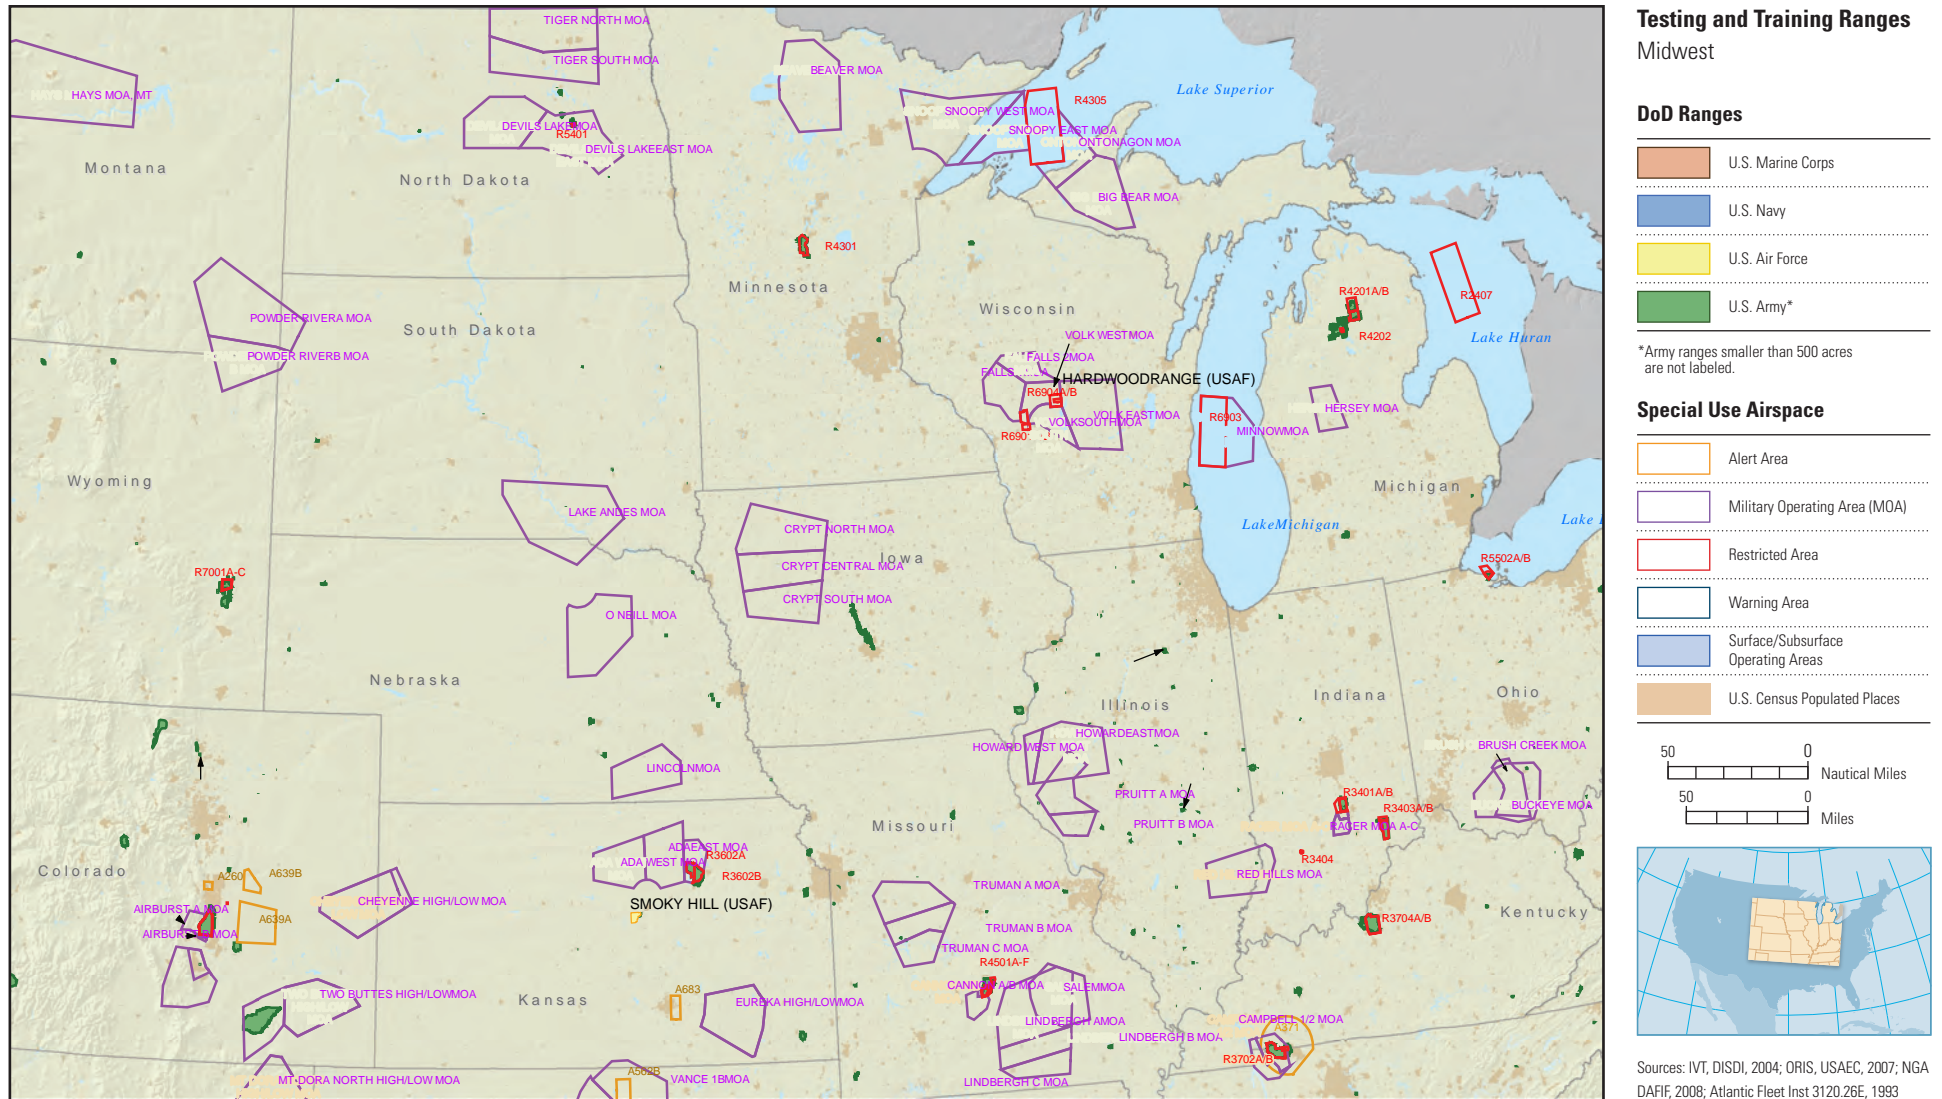 Testing and Training Ranges
Midwest
DoD Ranges
U.S. Marine Corps
U.S. Navy
U.S. Air Force
U.S. Army*
*Army ranges smaller than 500 acres
are not labeled.
Special Use Airspace
Alert Area
Military Operating Area (MOA)
Restricted Area
Warning Area
Surface/Subsurface
Operating Areas
U.S. Census Populated Places
50 0
Nautical Miles
50 0
Miles
Sources: IVT, DISDI, 2004; ORIS, USAEC, 2007; NGA
DAFIF, 2008; Atlantic Fleet Inst 3120.26E, 1993
TIGER NORTH MOA
TIGER SOUTH MOA
BEAVER MOA
HAYS MOA, MT
Lake Superior
R4305
SNOOPY WEST MOA
SNOOPY EAST MOA
ONTONAGON MOA
DEVILS LAKEMOA
R5401
DEVILS LAKEEAST MOA
Montana
North Dakota
BIG BEAR MOA
R4301
Minnesota
R4201A/B
R2407
Wisconsin
POWDER RIVERA MOA
South Dakota
VOLK WESTMOA
R4202
Lake Huran
POWDER RIVERB MOA
FALLS 2MOA
FALLS
HARDWOODRANGE (USAF)
R6904A/B
HERSEY MOA
VOLK EASTMOA
R6903
VOLKSOUTHMOA
R690
MINNOWMOA
Wyoming
Michigan
LAKE ANDES MOA
CRYPT NORTH MOA
LakeMichigan
Lake
Iowa
CRYPT CENTRAL MOA
R5502A/B
R7001A-C
CRYPT SOUTH MOA
O NEILL MOA
Nebraska
Illinois
Indiana
Ohio
HOWARDEASTMOA
HOWARD WEST MOA
BRUSH CREEK MOA
LINCOLNMOA
PRUITT A MOA
R3401A/B
R3403A/B
BUCKEYE MOA
PRUITT B MOA
RACER MOA A-C
Missouri
ADAEAST MOA
R3602A
ADA WEST MOA
R3404
Colorado
A260
A639B
R3602B
RED HILLS MOA
TRUMAN A MOA
CHEYENNE HIGH/LOW MOA
SMOKY HILL (USAF)
AIRBURST A MOA
A639A
Kentucky
R3704A/B
TRUMAN B MOA
AIRBURST B MOA
TRUMAN C MOA
R4501A-F
CANNON A/B MOA
SALEMMOA
TWO BUTTES HIGH/LOWMOA
Kansas
A683
EUREKA HIGH/LOWMOA
LINDBERGH AMOA
CAMPBELL 1/2 MOA
A371
LINDBERGH B MOA
R3702A/B
MT DORA NORTH HIGH/LOW MOA
A562B
VANCE 1BMOA
LINDBERGH C MOA